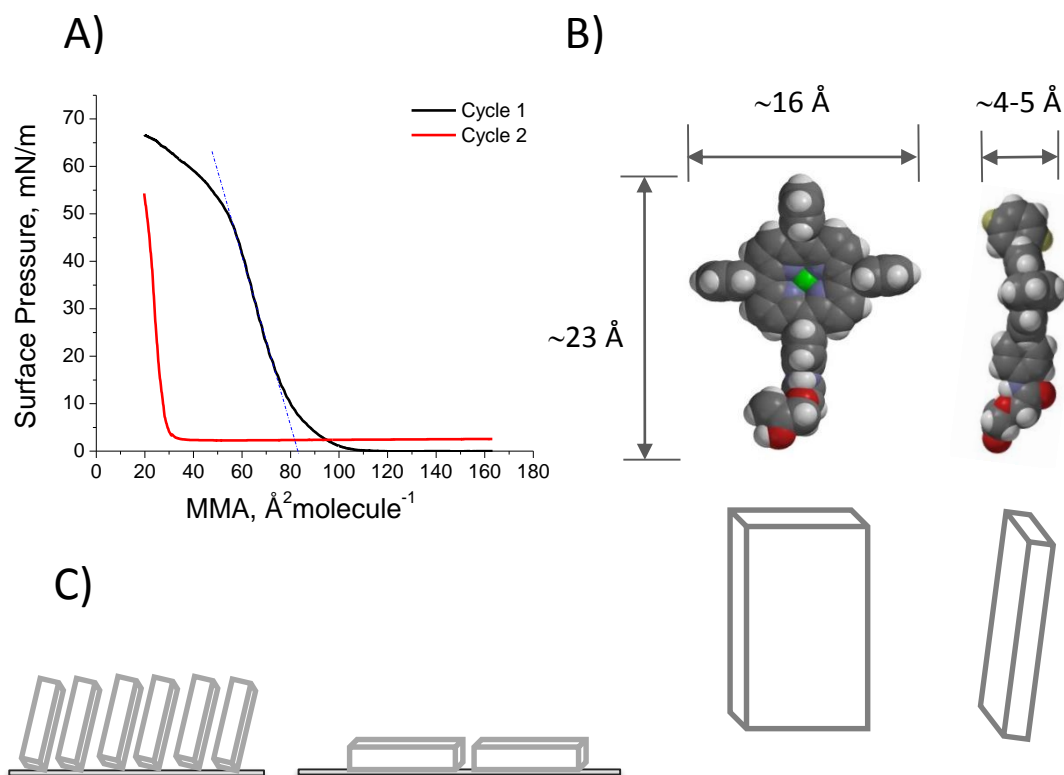 A)
B)
Cycle 1
Cycle 2
70
60
50
40
30
20
10
0
Surface Pressure, mN/m
0 20 40 60 80 100 120 140 160 180
MMA, Å²molecule⁻¹
~16 Å
~4-5 Å
~23 Å
C)